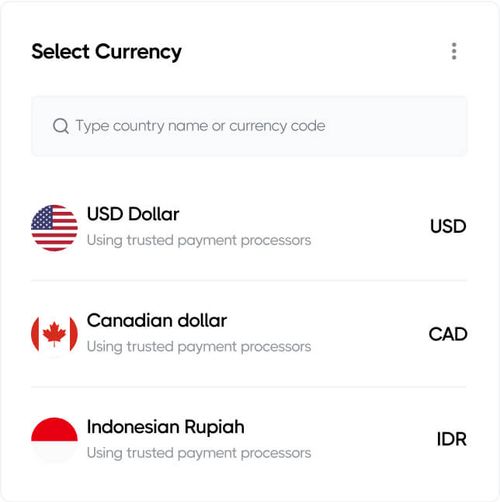 Select Currency
Type country name or currency code
USD Dollar
USD
Using trusted payment processors
Canadian dollar
CAD
Using trusted payment processors
Indonesian Rupiah
IDR
Using trusted payment processors